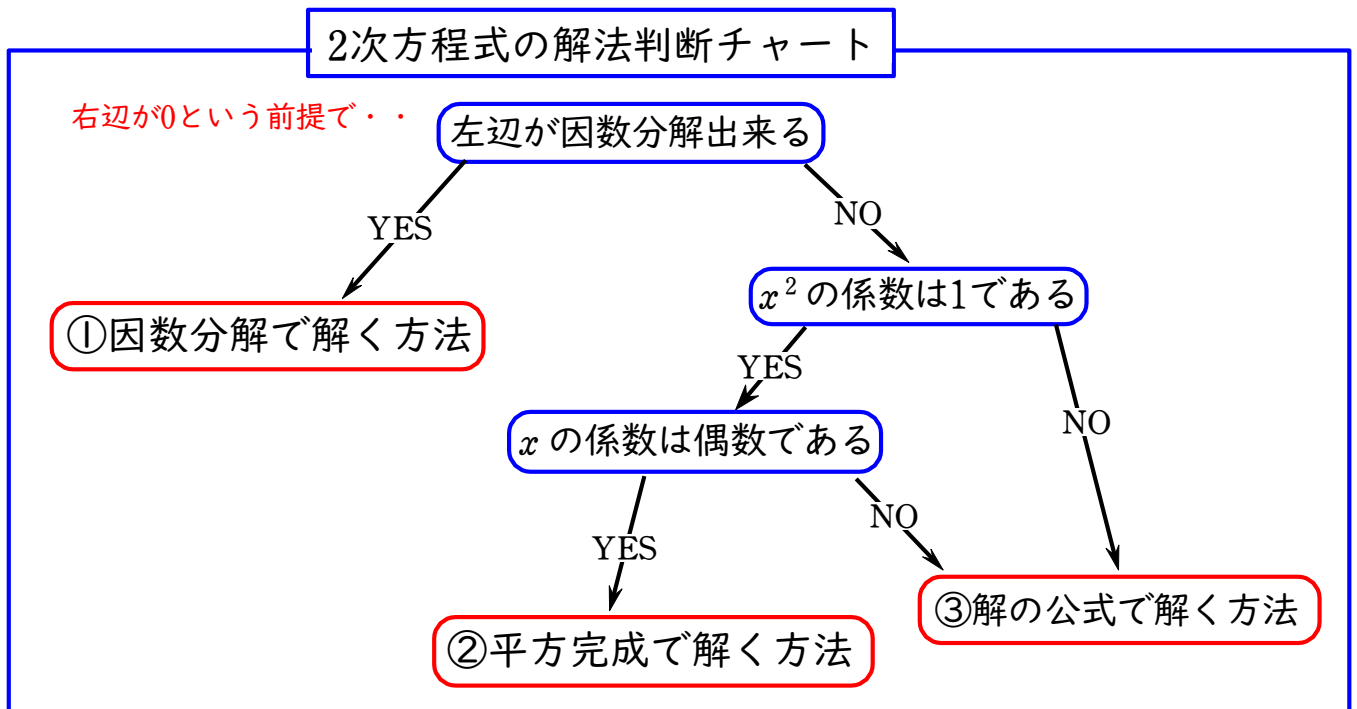 2次方程式の解法判断チャート
右辺が0という前提で・・
左辺が因数分解出来る
YES
NO
x²の係数は1である
①因数分解で解く方法
YES
NO
xの係数は偶数である
YES
NO
③解の公式で解く方法
②平方完成で解く方法